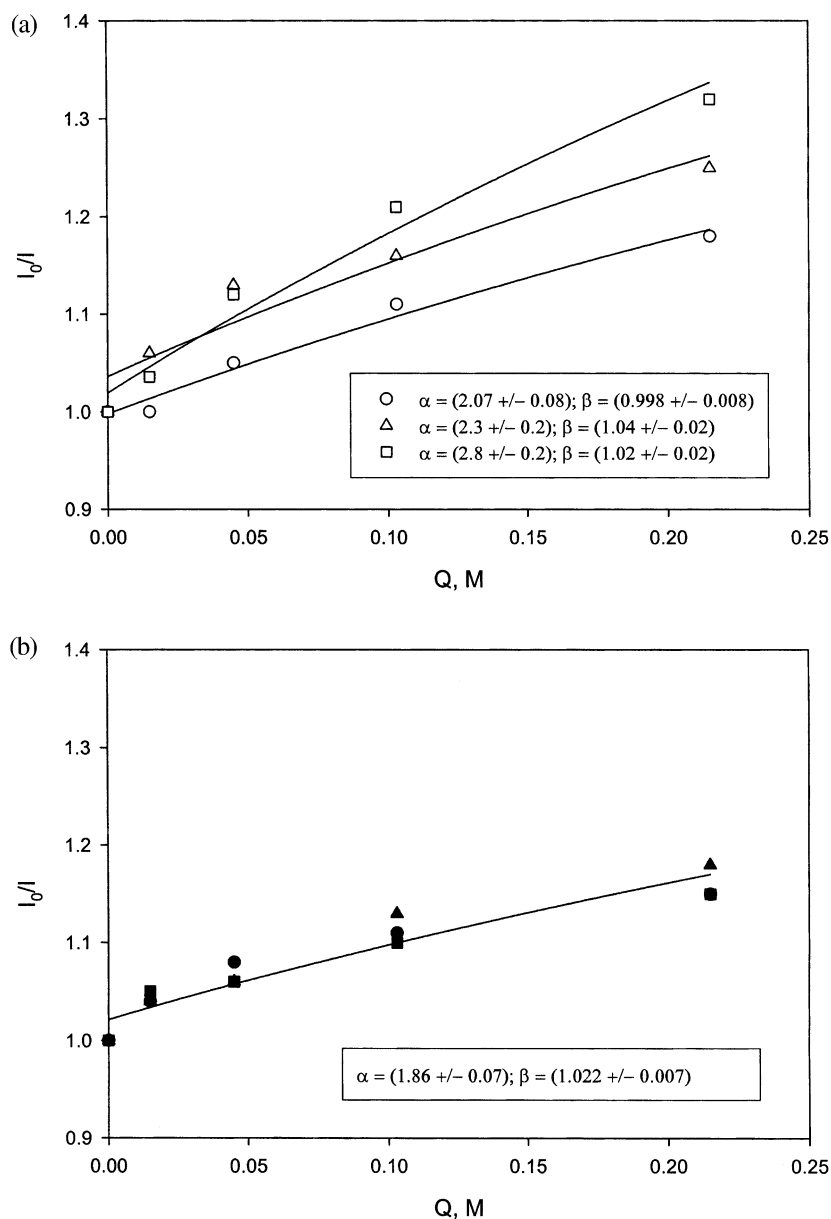 (a)
1.4
1.3
1.2
1.1
1.0
0.9
I₀/I
α = (2.07 +/− 0.08); β = (0.998 +/− 0.008)
α = (2.3 +/− 0.2); β = (1.04 +/− 0.02)
α = (2.8 +/− 0.2); β = (1.02 +/− 0.02)
0.00 0.05 0.10 0.15 0.20 0.25
Q, M
(b)
1.4
1.3
1.2
1.1
1.0
0.9
I₀/I
α = (1.86 +/− 0.07); β = (1.022 +/− 0.007)
0.00 0.05 0.10 0.15 0.20 0.25
Q, M